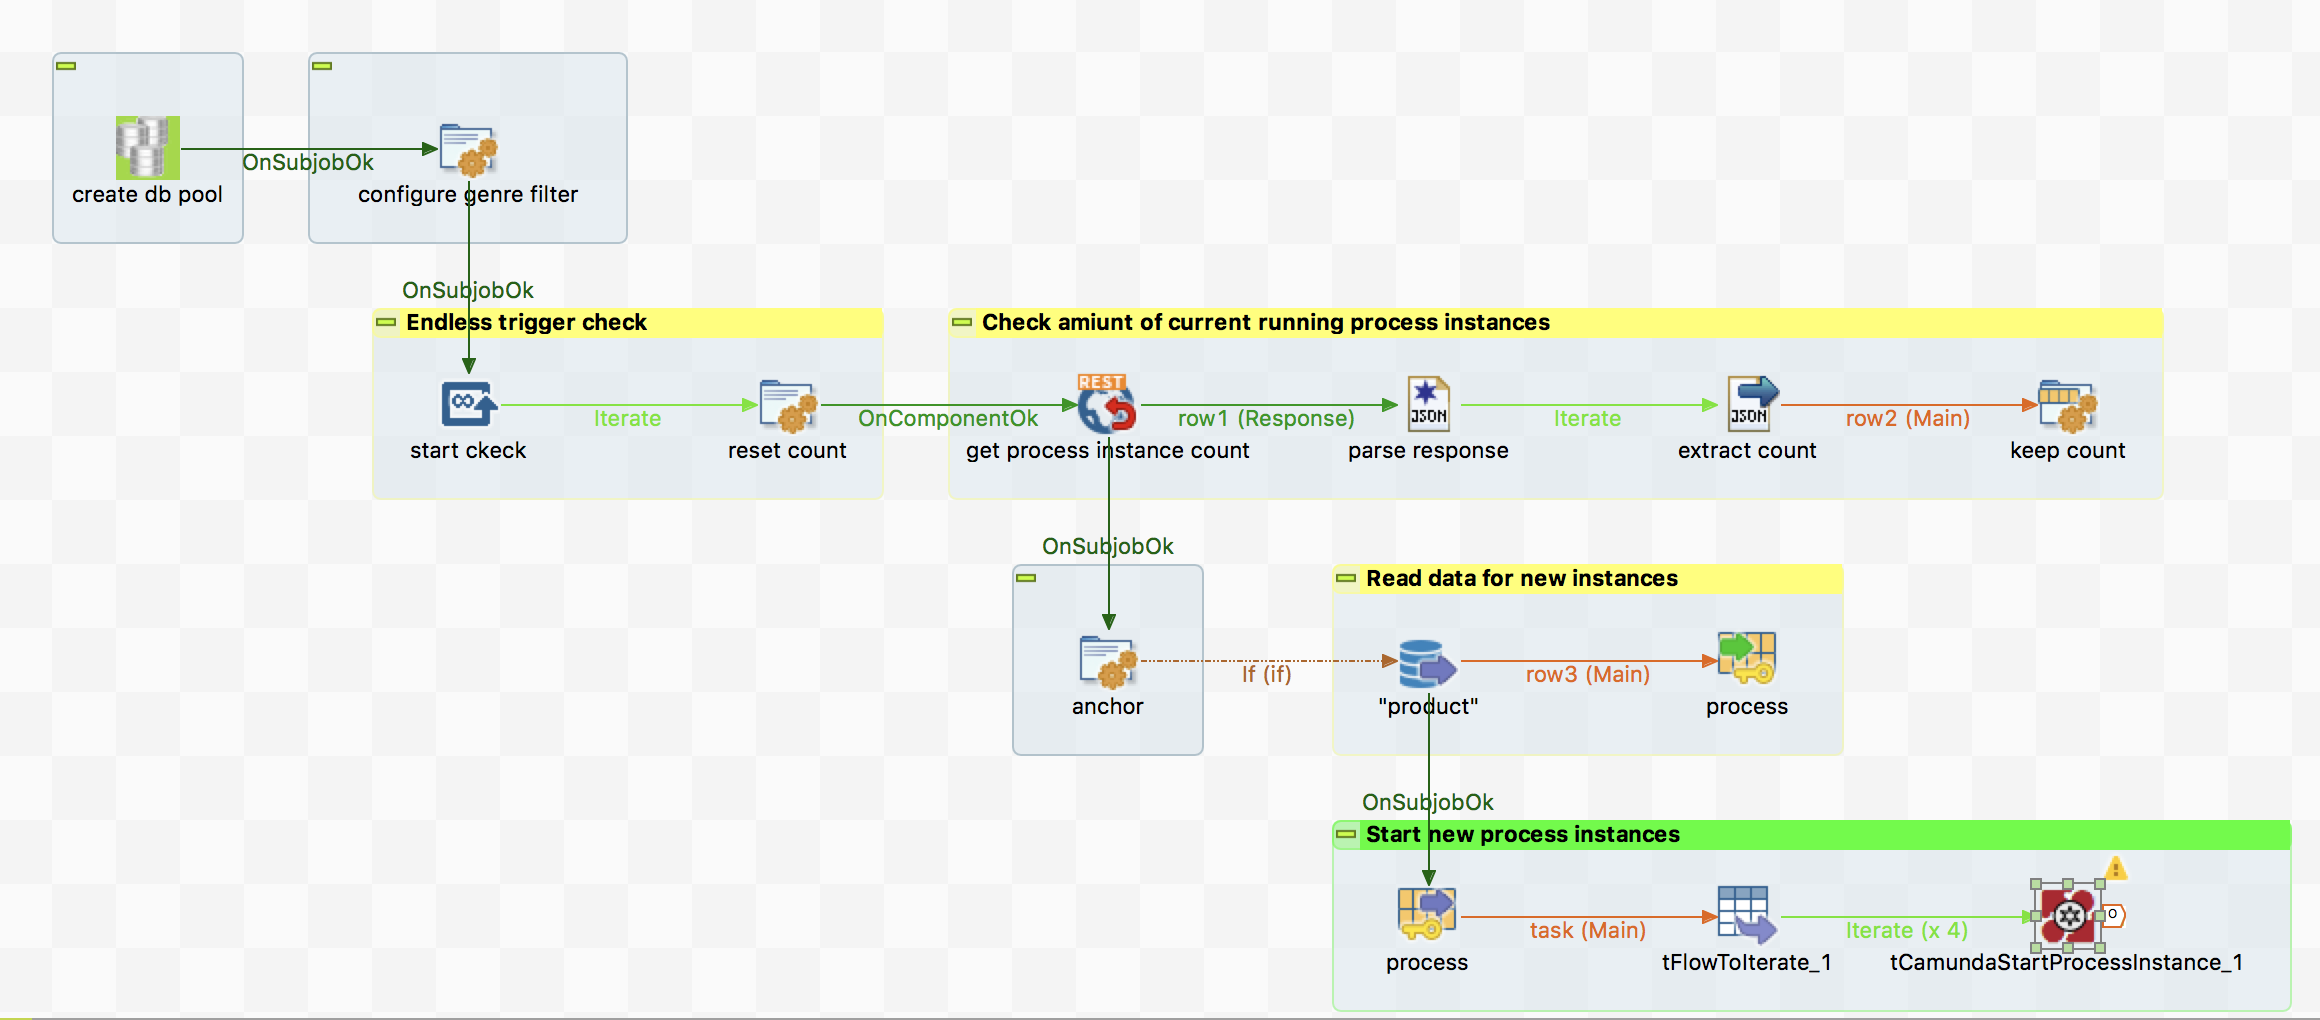 create db pool
OnSubjobOk
configure genre filter
OnSubjobOk
Endless trigger check
start ckeck
Iterate
reset count
OnComponentOk
Check amiunt of current running process instances
REST
get process instance count
row1 (Response)
JSON
parse response
Iterate
JSON
extract count
row2 (Main)
keep count
OnSubjobOk
anchor
If (if)
Read data for new instances
"product"
row3 (Main)
process
OnSubjobOk
Start new process instances
process
task (Main)
tFlowToIterate_1
Iterate (x 4)
O
tCamundaStartProcessInstance_1